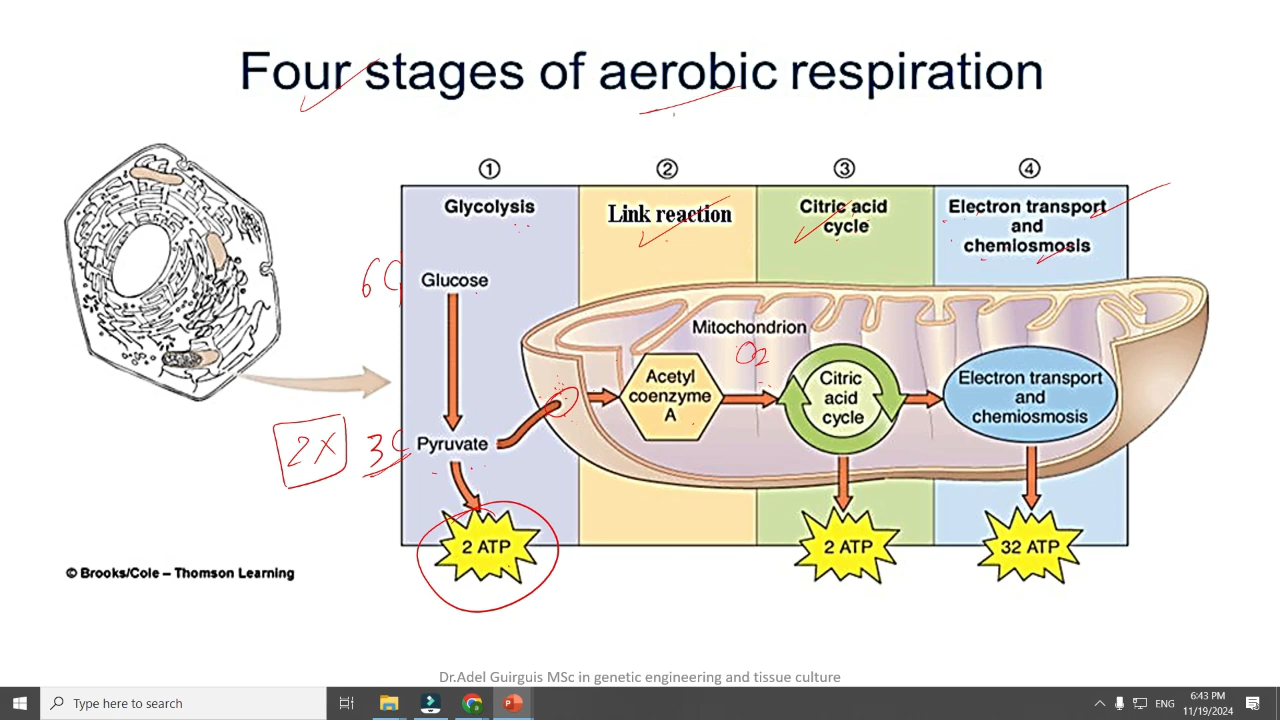 Four stages of aerobic respiration
① ② ③ ④
Glycolysis
Link reaction
Citric acid
cycle
Electron transport
and
chemiosmosis
6C
Glucose
Mitochondrion
O2
Acetyl
coenzyme
A
Citric
acid
cycle
Electron transport
and
chemiosmosis
2X 3C Pyruvate
2 ATP
2 ATP
32 ATP
© Brooks/Cole – Thomson Learning
Dr.Adel Guirguis MSc in genetic engineering and tissue culture
Type here to search
ENG
6:43 PM
11/19/2024